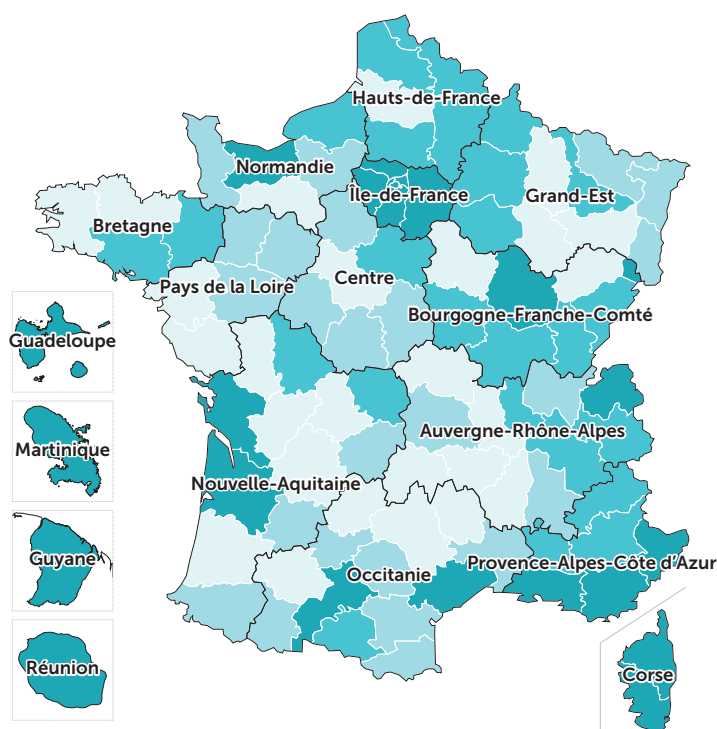 Hauts-de-France
Normandie
Île-de-France
Grand-Est
Bretagne
Centre
Pays de la Loire
Bourgogne-Franche-Comté
Guadeloupe
Auvergne-Rhône-Alpes
Martinique
Nouvelle-Aquitaine
Guyane
Occitanie
Provence-Alpes-Côte d'Azur
Réunion
Corse